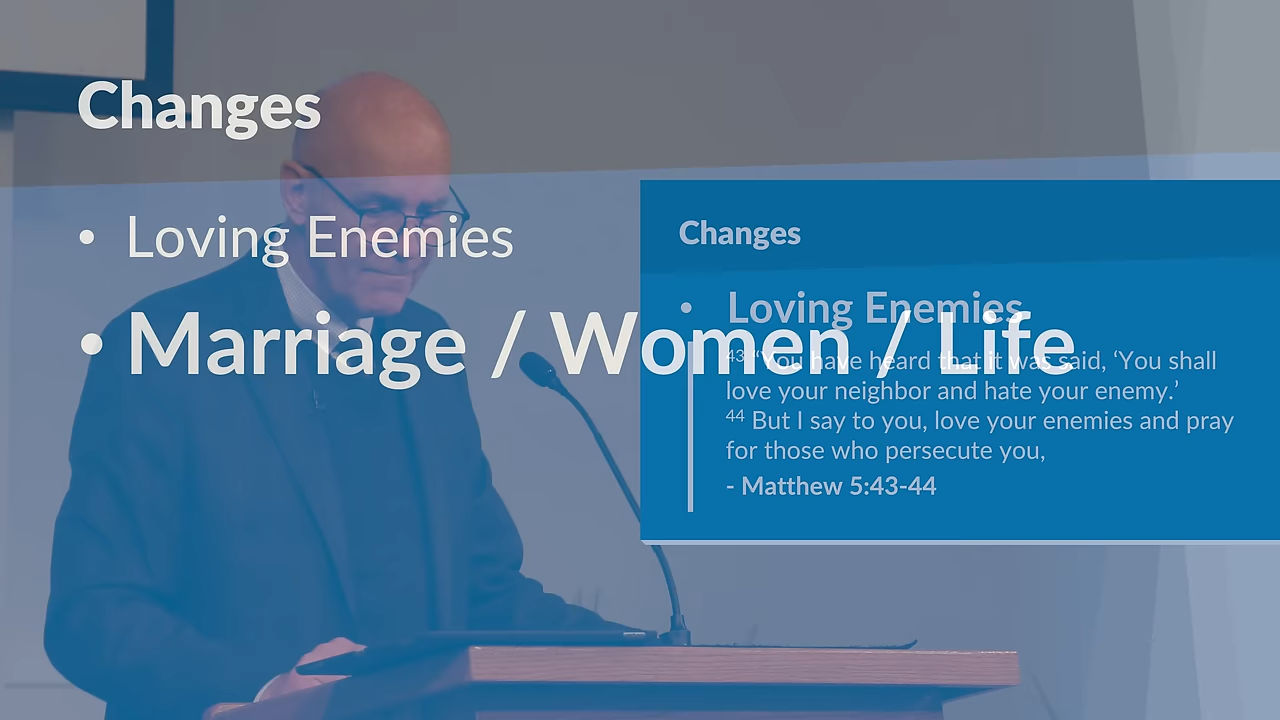 Changes
• Loving Enemies
• Marriage / Women / Life
Changes
• Loving Enemies
43 “You have heard that it was said, ‘You shall
love your neighbor and hate your enemy.’
44 But I say to you, love your enemies and pray
for those who persecute you,
- Matthew 5:43-44